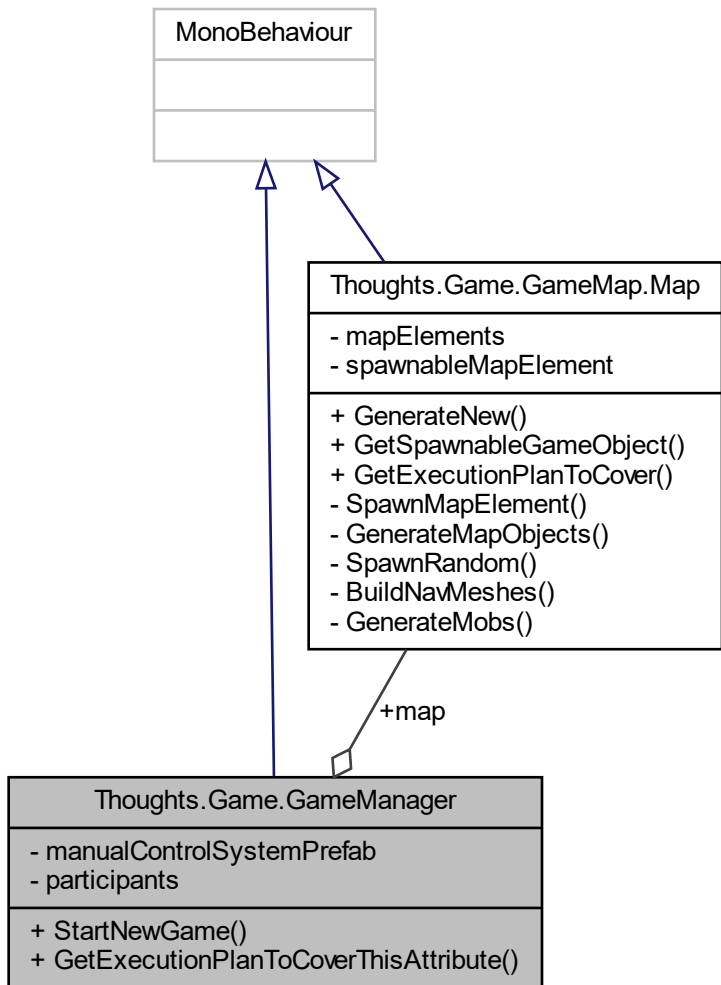 MonoBehaviour
Thoughts.Game.GameMap.Map
- mapElements
- spawnableMapElement
+ GenerateNew()
+ GetSpawnableGameObject()
+ GetExecutionPlanToCover()
- SpawnMapElement()
- GenerateMapObjects()
- SpawnRandom()
- BuildNavMeshes()
- GenerateMobs()
+map
Thoughts.Game.GameManager
- manualControlSystemPrefab
- participants
+ StartNewGame()
+ GetExecutionPlanToCoverThisAttribute()